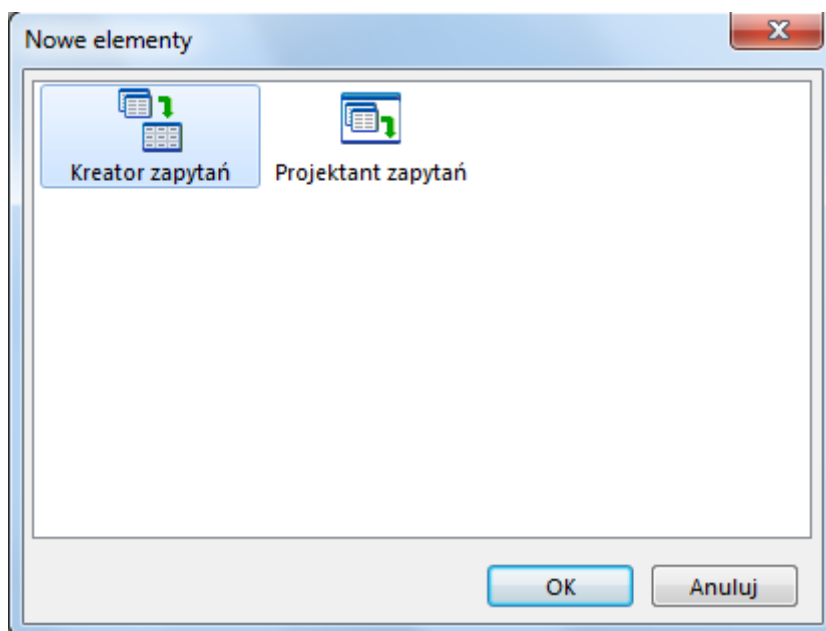 Nowe elementy
Kreator zapytań
Projektant zapytań
OK
Anuluj